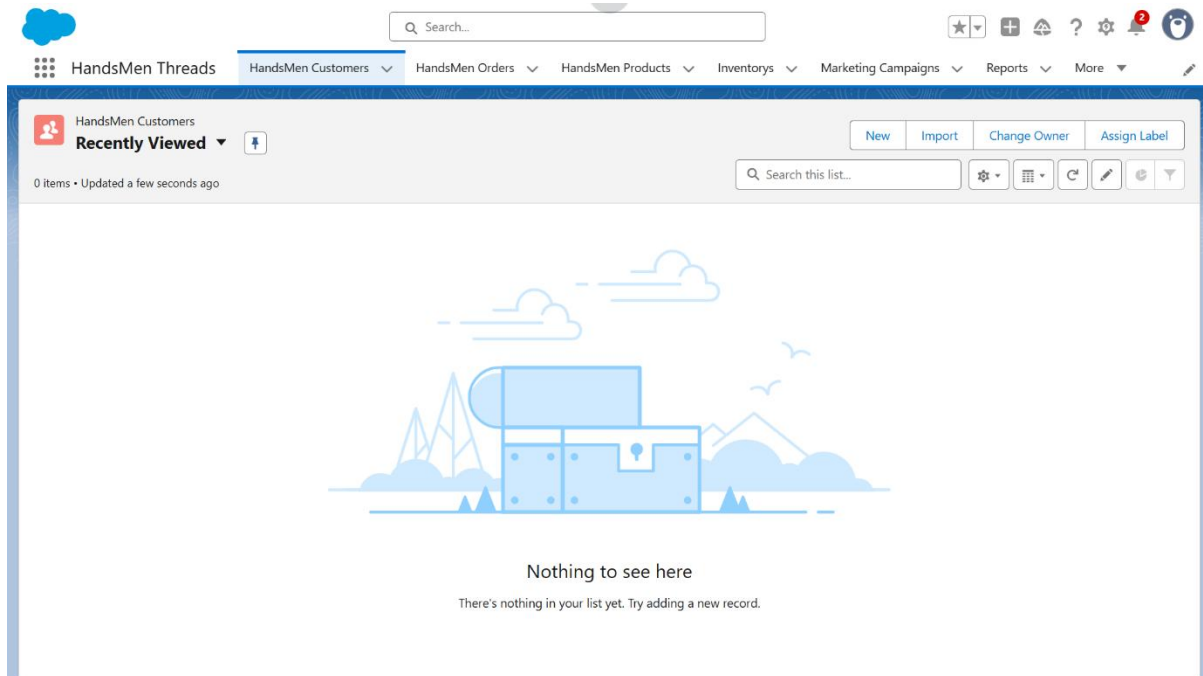 Search...
2
HandsMen Threads HandsMen Customers HandsMen Orders HandsMen Products Inventorys Marketing Campaigns Reports More
HandsMen Customers
Recently Viewed
New Import Change Owner Assign Label
0 items • Updated a few seconds ago
Search this list...
Nothing to see here
There's nothing in your list yet. Try adding a new record.